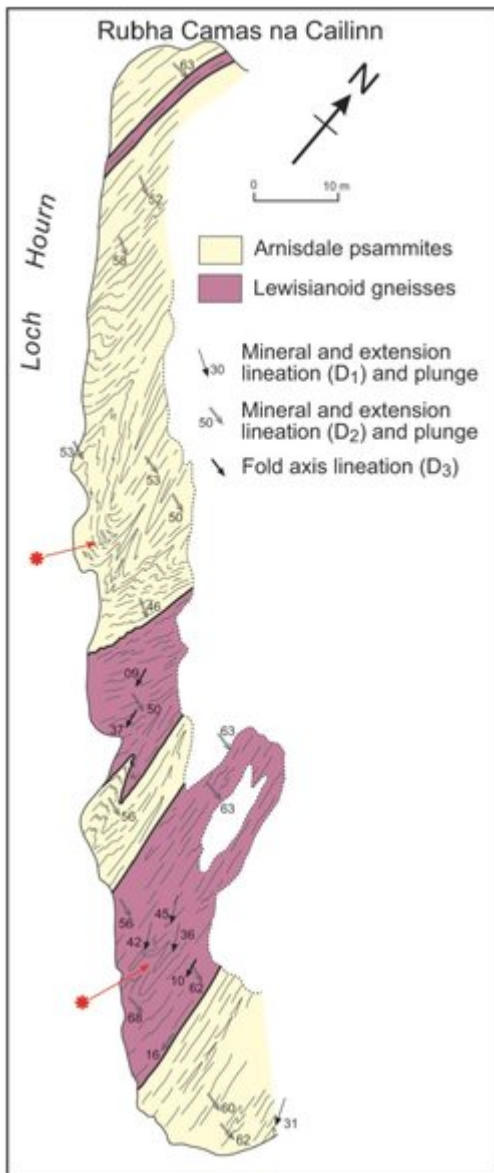 Rubha Camas na Cailinn
N
0 10 m
Loch Hourn
Arnisdale psammites
Lewisianoid gneisses
Mineral and extension
lineation (D1) and plunge
30
Mineral and extension
lineation (D2) and plunge
50
Fold axis lineation (D3)
63
52
58
53
53
50
46
09
50
37
63
56
63
56
45
42
36
10
62
68
16
60
62
31